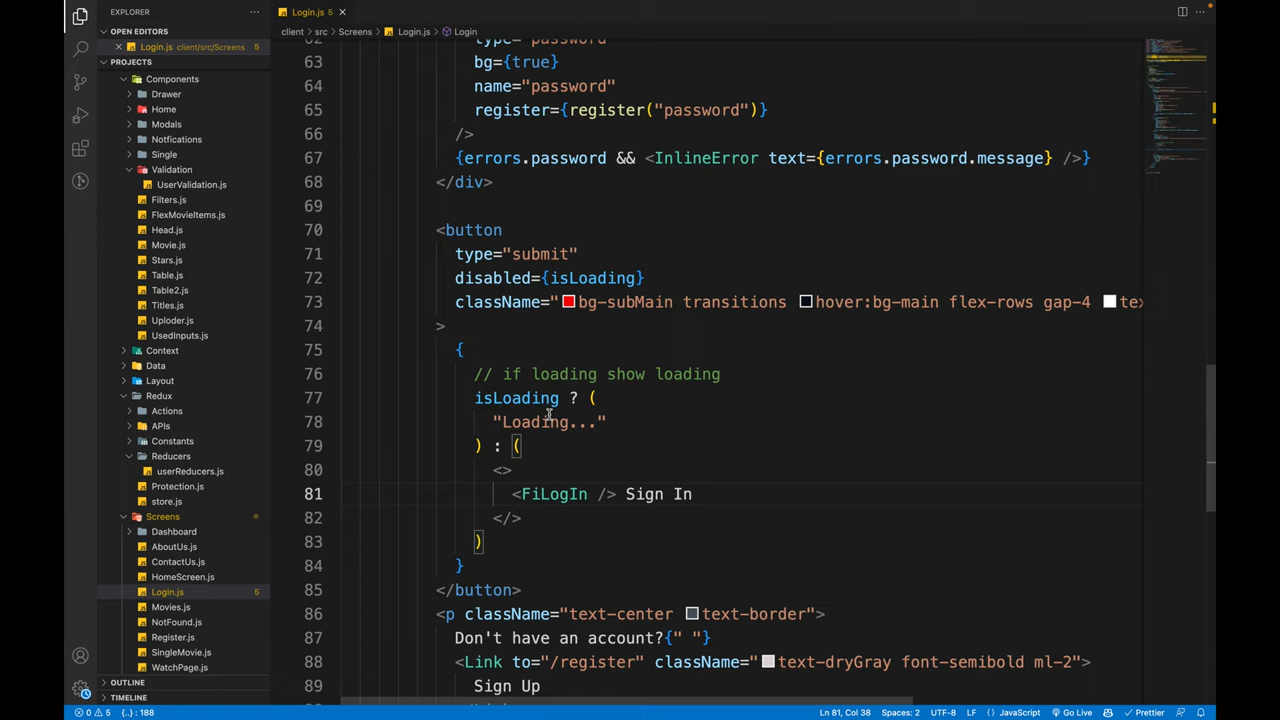 EXPLORER
OPEN EDITORS
Login.js client/src/Screens 5
PROJECTS
Components
Drawer
Home
Modals
Notfications
Single
Validation
UserValidation.js
Filters.js
FlexMovieItems.js
Head.js
Movie.js
Stars.js
Table.js
Table2.js
Titles.js
Uploder.js
UsedInputs.js
Context
Data
Layout
Redux
Actions
APIs
Constants
Reducers
userReducers.js
Protection.js
store.js
Screens
Dashboard
AboutUs.js
ContactUs.js
HomeScreen.js
Login.js 5
Movies.js
NotFound.js
Register.js
SingleMovie.js
WatchPage.js
OUTLINE
TIMELINE
Login.js 5
client > src > Screens > Login.js > Login
62 type="password"
63 bg={true}
64 name="password"
65 register={register("password")}
66 />
67 {errors.password && <InlineError text={errors.password.message} />}
68 </div>
69
70 <button
71 type="submit"
72 disabled={isLoading}
73 className="bg-subMain transitions hover:bg-main flex-rows gap-4 tex
74 >
75 {
76 // if loading show loading
77 isLoading ? (
78 "Loading..."
79 ) : (
80 <>
81 <FiLogIn /> Sign In
82 </>
83 )
84 }
85 </button>
86 <p className="text-center text-border">
87 Don't have an account?{" "}
88 <Link to="/register" className="text-dryGray font-semibold ml-2">
89 Sign Up
0 5 {..} : 188 Ln 81, Col 38 Spaces: 2 UTF-8 LF {} JavaScript Go Live Prettier